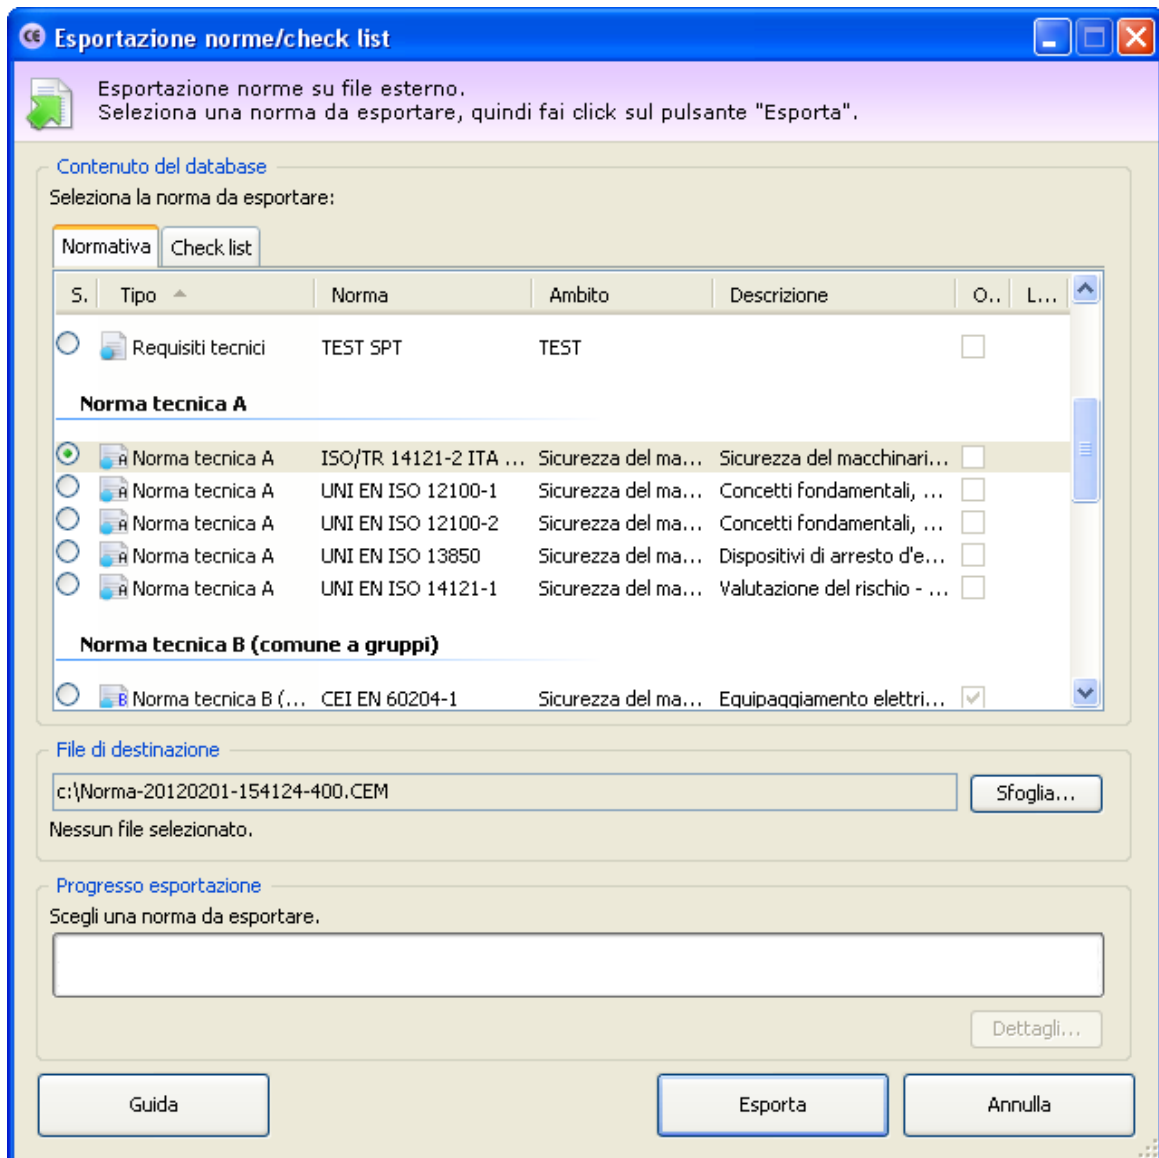 CE Esportazione norme/check list
Esportazione norme su file esterno.
Seleziona una norma da esportare, quindi fai click sul pulsante "Esporta".
Contenuto del database
Seleziona la norma da esportare:
Normativa Check list
S. Tipo Norma Ambito Descrizione O.. L...
Requisiti tecnici TEST SPT TEST
Norma tecnica A
A Norma tecnica A ISO/TR 14121-2 ITA ... Sicurezza del ma... Sicurezza del macchinari...
A Norma tecnica A UNI EN ISO 12100-1 Sicurezza del ma... Concetti fondamentali, ...
A Norma tecnica A UNI EN ISO 12100-2 Sicurezza del ma... Concetti fondamentali, ...
A Norma tecnica A UNI EN ISO 13850 Sicurezza del ma... Dispositivi di arresto d'e...
A Norma tecnica A UNI EN ISO 14121-1 Sicurezza del ma... Valutazione del rischio - ...
Norma tecnica B (comune a gruppi)
B Norma tecnica B (... CEI EN 60204-1 Sicurezza del ma... Equipaggiamento elettri...
File di destinazione
c:\Norma-20120201-154124-400.CEM Sfoglia...
Nessun file selezionato.
Progresso esportazione
Scegli una norma da esportare.
Dettagli...
Guida Esporta Annulla